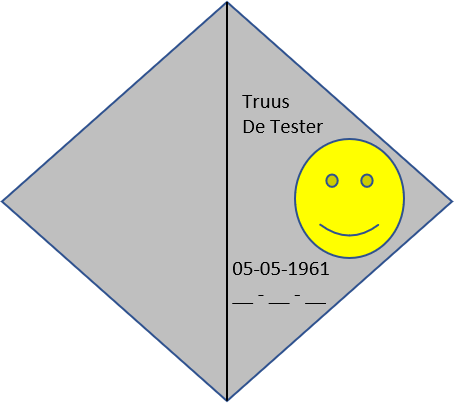 Truus
De Tester
05-05-1961
__ - __ - __